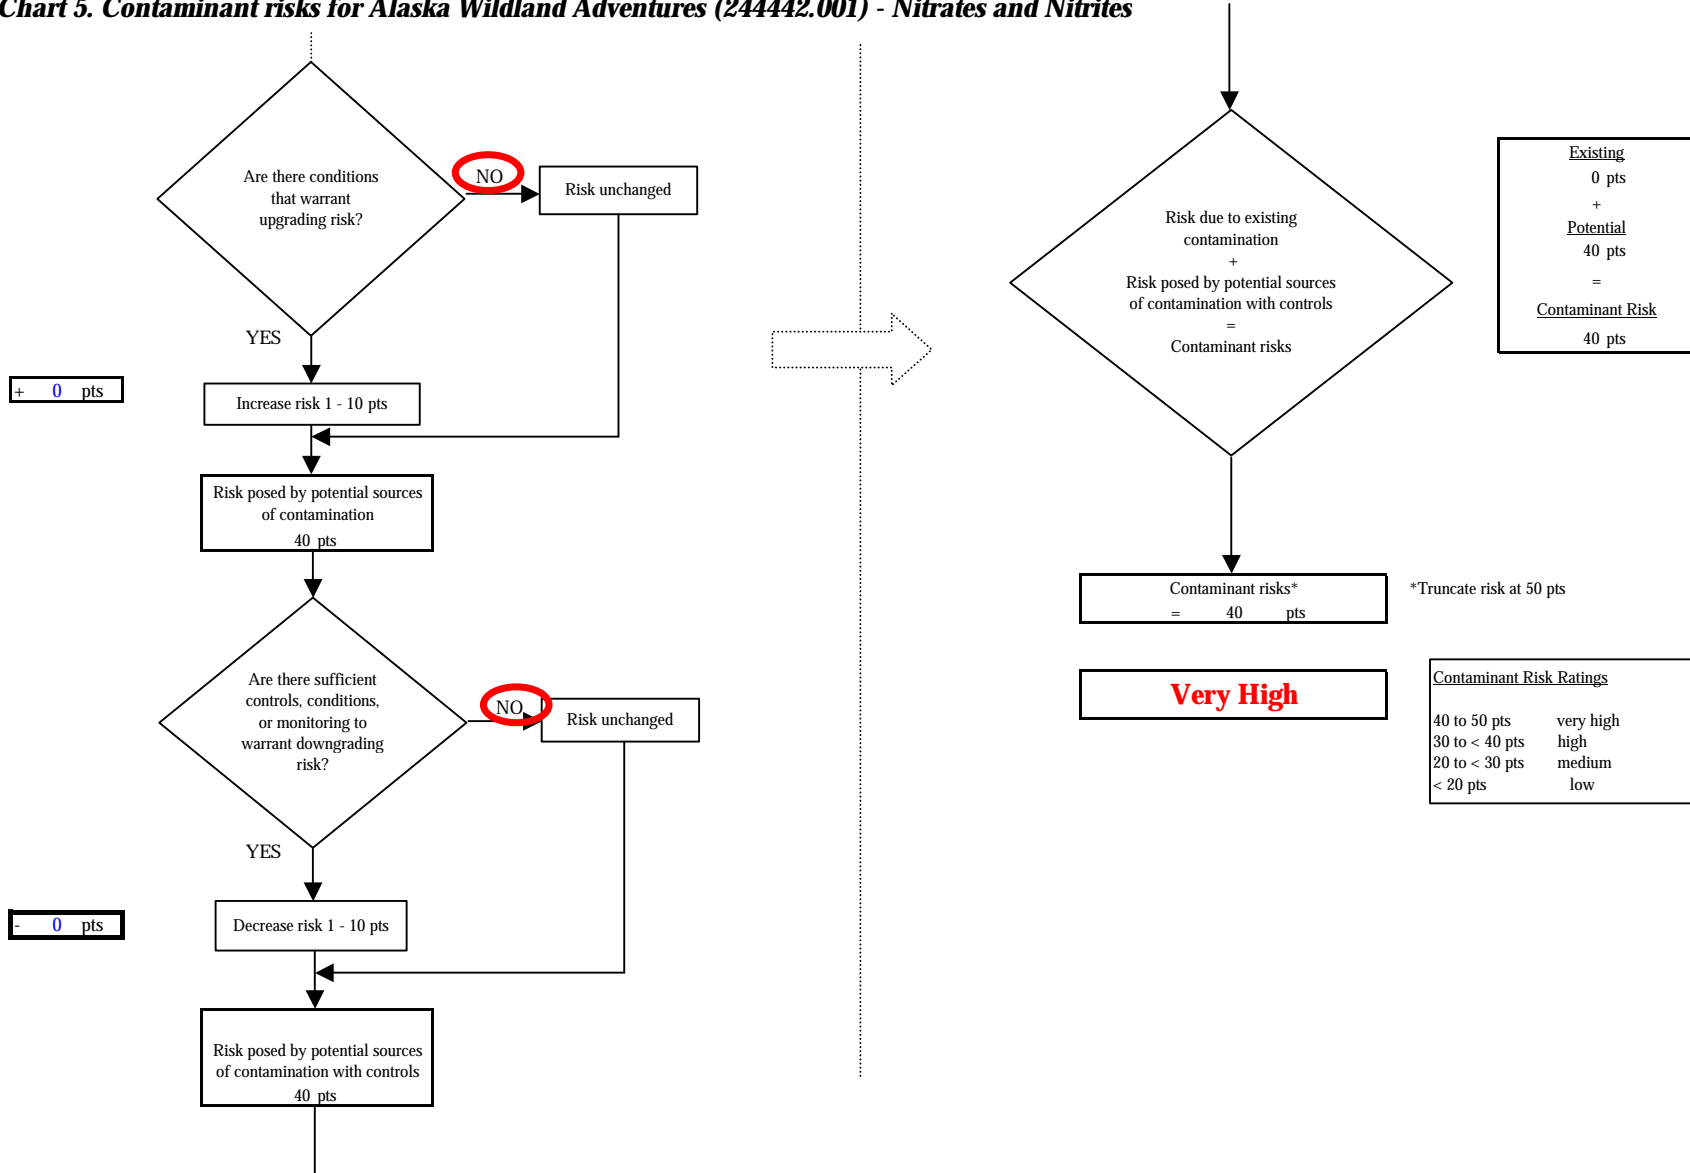 Chart 5. Contaminant risks for Alaska Wildland Adventures (244442.001) - Nitrates and Nitrites
Are there conditions
that warrant
upgrading risk?
NO
Risk unchanged
YES
+ 0 pts
Increase risk 1 - 10 pts
Risk posed by potential sources
of contamination
40 pts
Are there sufficient
controls, conditions,
or monitoring to
warrant downgrading
risk?
NO
Risk unchanged
YES
- 0 pts
Decrease risk 1 - 10 pts
Risk posed by potential sources
of contamination with controls
40 pts
Risk due to existing
contamination
+
Risk posed by potential sources
of contamination with controls
=
Contaminant risks
Existing
0 pts
+
Potential
40 pts
=
Contaminant Risk
40 pts
Contaminant risks*
= 40 pts
*Truncate risk at 50 pts
Very High
Contaminant Risk Ratings
40 to 50 pts very high
30 to < 40 pts high
20 to < 30 pts medium
< 20 pts low